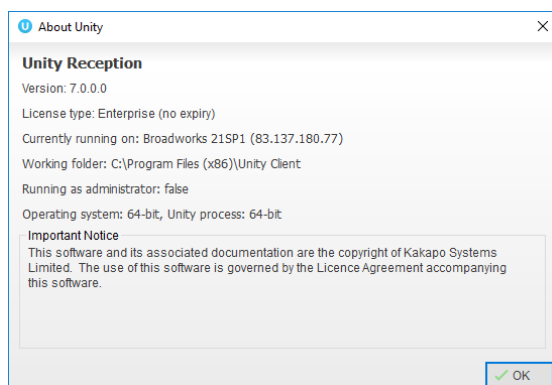 About Unity
Unity Reception
Version: 7.0.0.0
License type: Enterprise (no expiry)
Currently running on: Broadworks 21SP1 (83.137.180.77)
Working folder: C:\Program Files (x86)\Unity Client
Running as administrator: false
Operating system: 64-bit, Unity process: 64-bit
Important Notice
This software and its associated documentation are the copyright of Kakapo Systems
Limited. The use of this software is governed by the Licence Agreement accompanying
this software.
OK